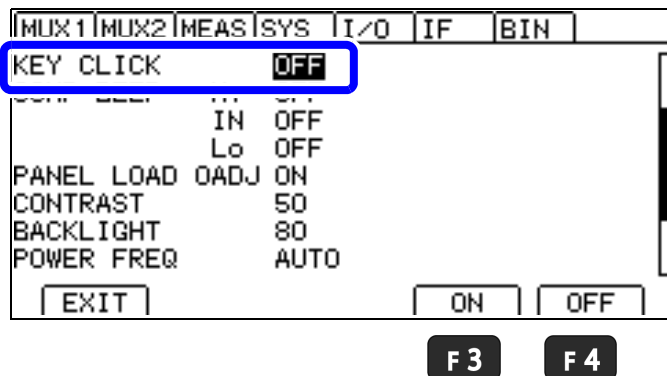 MUX1 MUX2 MEAS SYS I/O IF BIN
KEY CLICK OFF
IN OFF
Lo OFF
PANEL LOAD OADJ ON
CONTRAST 50
BACKLIGHT 80
POWER FREQ AUTO
EXIT ON OFF
F3 F4